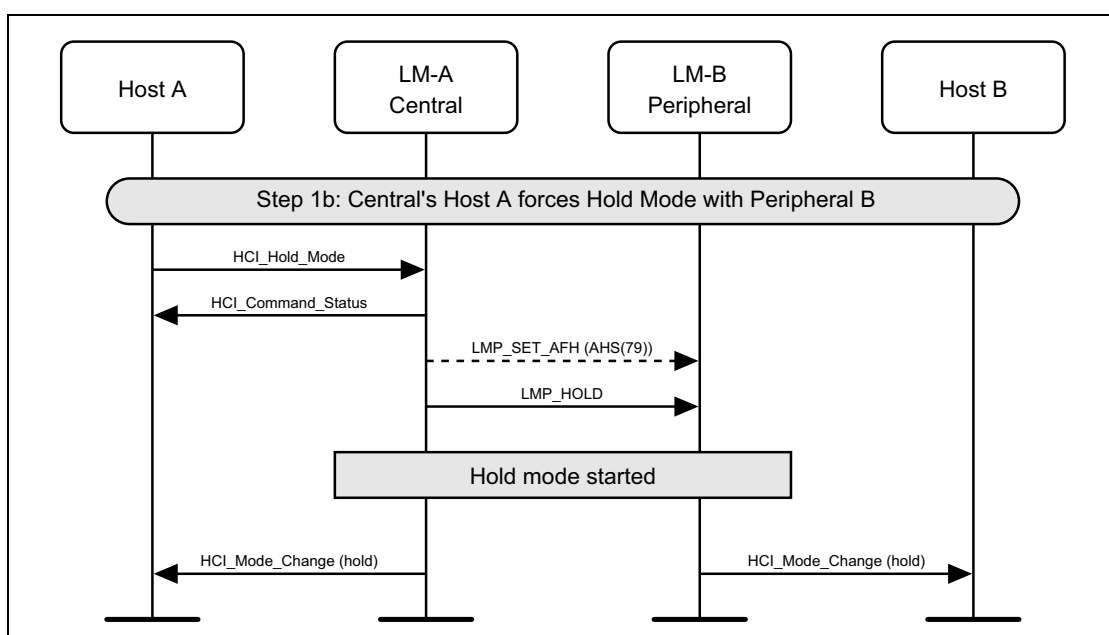 Host A
LM-A
Central
LM-B
Peripheral
Host B
Step 1b: Central's Host A forces Hold Mode with Peripheral B
HCI_Hold_Mode
HCI_Command_Status
LMP_SET_AFH (AHS(79))
LMP_HOLD
Hold mode started
HCI_Mode_Change (hold)
HCI_Mode_Change (hold)